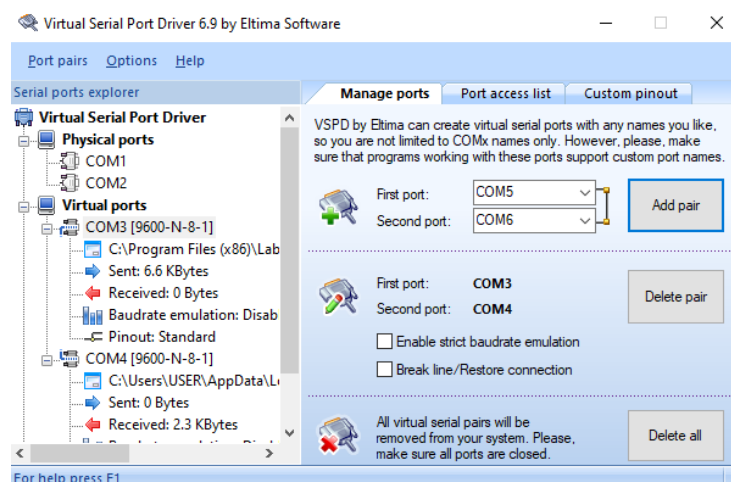 Virtual Serial Port Driver 6.9 by Eltima Software
Port pairs Options Help
Serial ports explorer
Virtual Serial Port Driver
Physical ports
COM1
COM2
Virtual ports
COM3 [9600-N-8-1]
C:\Program Files (x86)\Lab
Sent: 6.6 KBytes
Received: 0 Bytes
Baudrate emulation: Disab
Pinout: Standard
COM4 [9600-N-8-1]
C:\Users\USER\AppData\L
Sent: 0 Bytes
Received: 2.3 KBytes
Manage ports Port access list Custom pinout
VSPD by Eltima can create virtual serial ports with any names you like,
so you are not limited to COMx names only. However, please, make
sure that programs working with these ports support custom port names.
First port: COM5
Second port: COM6
Add pair
First port: COM3
Second port: COM4
Delete pair
Enable strict baudrate emulation
Break line/Restore connection
All virtual serial pairs will be
removed from your system. Please,
make sure all ports are closed.
Delete all
For help press F1